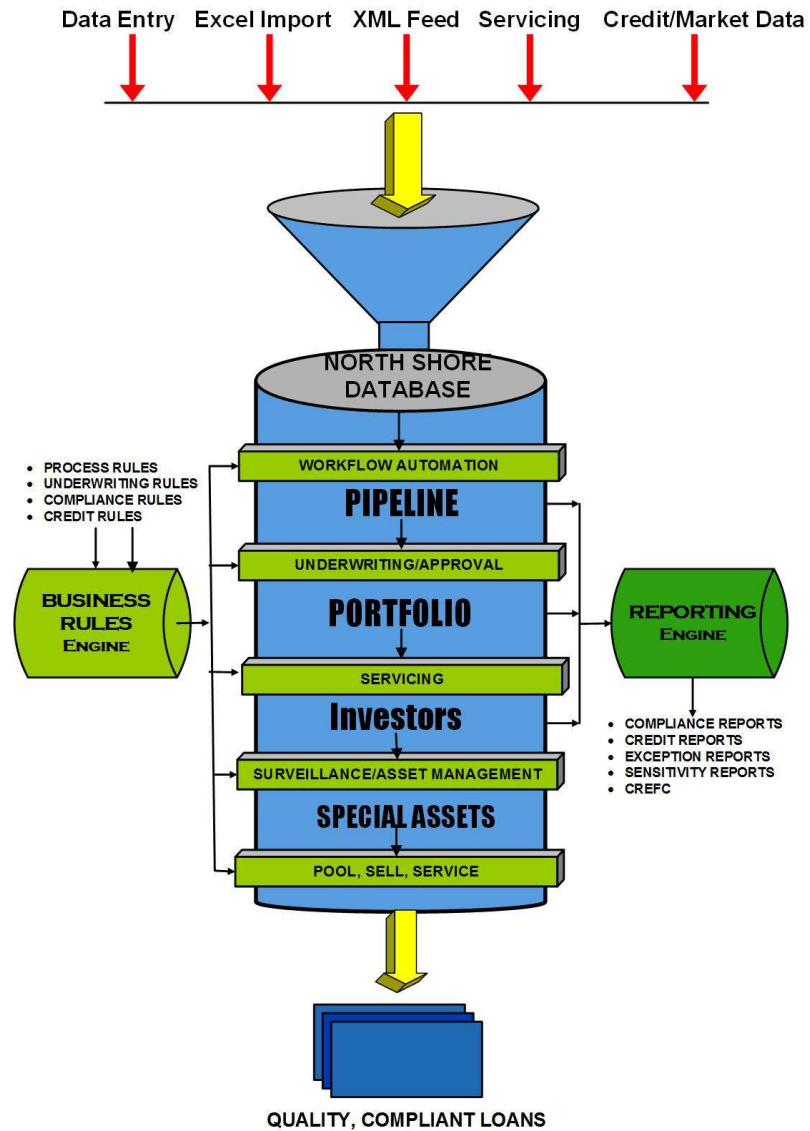 Data Entry Excel Import XML Feed Servicing Credit/Market Data
NORTH SHORE
DATABASE
WORKFLOW AUTOMATION
PIPELINE
UNDERWRITING/APPROVAL
PORTFOLIO
SERVICING
Investors
SURVEILLANCE/ASSET MANAGEMENT
SPECIAL ASSETS
POOL, SELL, SERVICE
• PROCESS RULES
• UNDERWRITING RULES
• COMPLIANCE RULES
• CREDIT RULES
BUSINESS
RULES
ENGINE
REPORTING
ENGINE
• COMPLIANCE REPORTS
• CREDIT REPORTS
• EXCEPTION REPORTS
• SENSITIVITY REPORTS
• CREFC
QUALITY, COMPLIANT LOANS